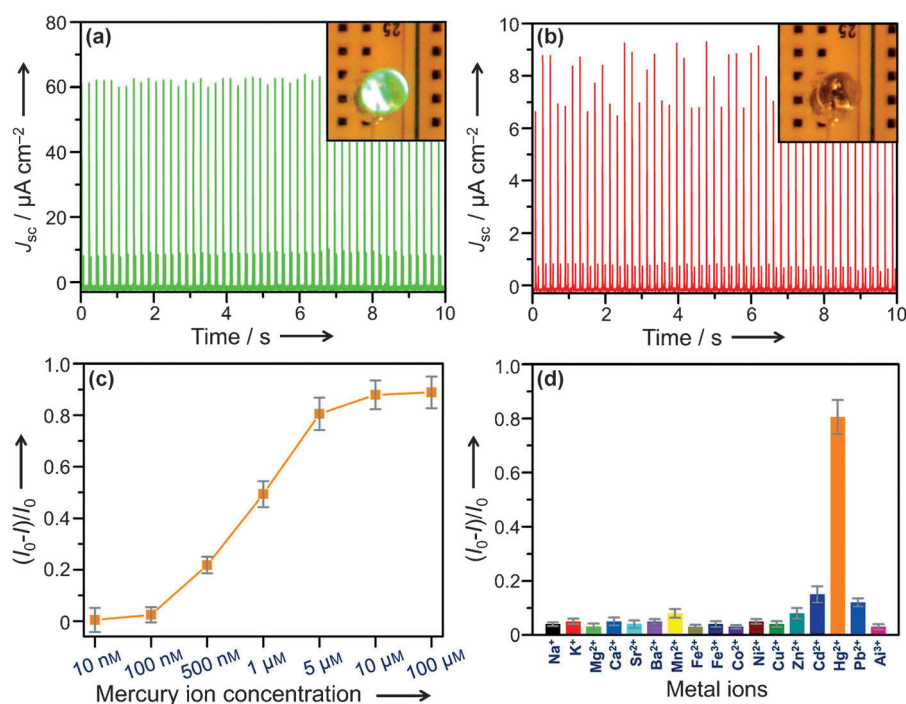 (a)
25
J_sc / µA cm⁻²
80
60
40
20
0
0 2 4 6 8 10
Time / s
(b)
25
J_sc / µA cm⁻²
10
8
6
4
2
0
0 2 4 6 8 10
Time / s
(c)
(I₀-I)/I₀
1.0
0.8
0.6
0.4
0.2
0
10 nM 100 nM 500 nM 1 µM 5 µM 10 µM 100 µM
Mercury ion concentration
(d)
(I₀-I)/I₀
1.0
0.8
0.6
0.4
0.2
0
Na⁺ K⁺ Mg²⁺ Ca²⁺ Sr²⁺ Ba²⁺ Mn²⁺ Fe²⁺ Fe³⁺ Co²⁺ Ni²⁺ Cu²⁺ Zn²⁺ Cd²⁺ Hg²⁺ Pb²⁺ Al³⁺
Metal ions